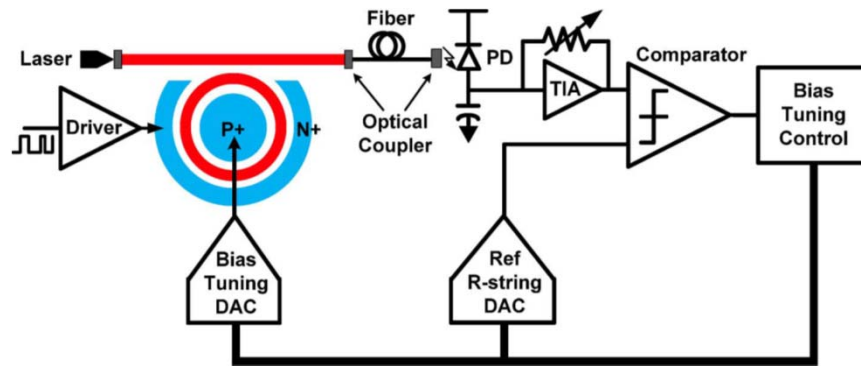 Fiber
Laser
PD
Comparator
TIA
Driver
P+
N+
Optical
Coupler
Bias
Tuning
Control
Bias
Tuning
DAC
Ref
R-string
DAC